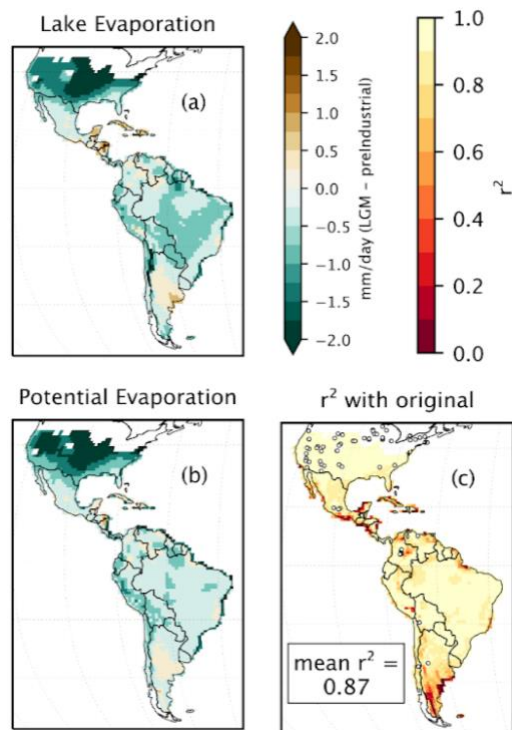 Lake Evaporation
(a)
2.0
1.5
1.0
0.5
0.0
−0.5
−1.0
−1.5
−2.0
mm/day (LGM − preIndustrial)
1.0
0.8
0.6
0.4
0.2
0.0
r²
Potential Evaporation
(b)
r² with original
(c)
mean r² =
0.87